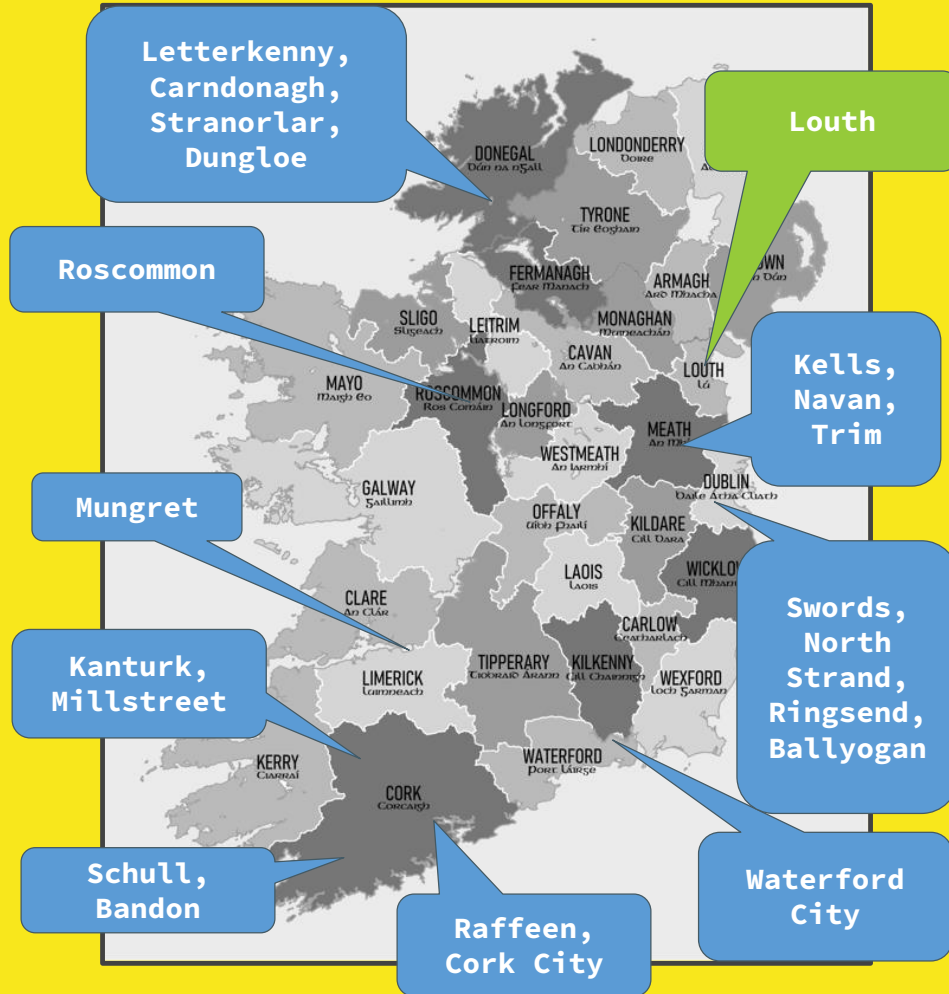 Letterkenny,
Carndonagh,
Stranorlar,
Dungloe
Louth
LONDONDERRY
Doire
DONEGAL
Dún na nGall
TYRONE
Tír Eoghain
Roscommon
FERMANAGH
Fear Manach
ARMAGH
Ard Mhacha
SLIGO
Sligeach
LEITRIM
Liatroim
MONAGHAN
Muineachán
CAVAN
An Cabhán
LOUTH
Lú
Kells,
Navan,
Trim
MAYO
Maigh Eo
ROSCOMMON
Ros Comáin
LONGFORD
An Longfort
MEATH
WESTMEATH
An Iarmhí
DUBLIN
Baile Átha Cliath
Mungret
GALWAY
Gaillimh
OFFALY
Uíbh Fhailí
KILDARE
Cill Dara
LAOIS
Laois
CLARE
An Clár
CARLOW
Ceatharlach
Swords,
North
Strand,
Ringsend,
Ballyogan
Kanturk,
Millstreet
LIMERICK
Luimneach
TIPPERARY
Tiobraid Árann
KILKENNY
Cill Chainnigh
WEXFORD
Loch Garman
KERRY
Ciarraí
WATERFORD
Port Láirge
CORK
Corcaigh
Schull,
Bandon
Raffeen,
Cork City
Waterford
City